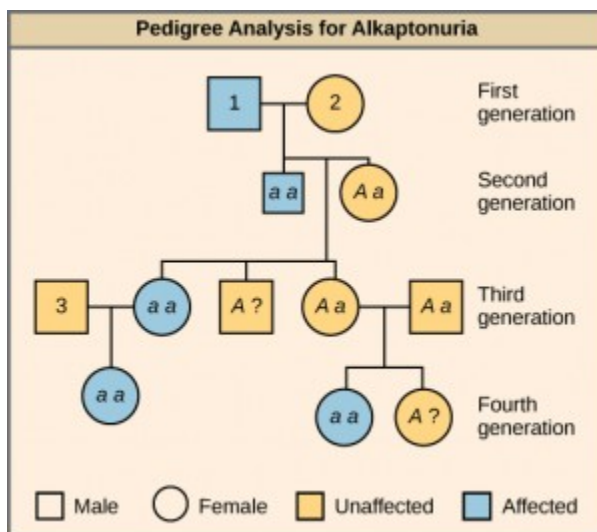 Pedigree Analysis for Alkaptonuria
1
2
First
generation
a a
A a
Second
generation
3
a a
A ?
A a
A a
Third
generation
a a
a a
A ?
Fourth
generation
Male
Female
Unaffected
Affected